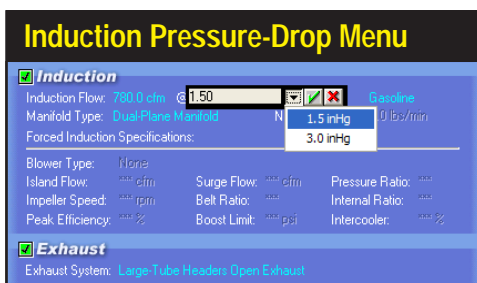 Induction Pressure-Drop Menu
Induction
Induction Flow: 780.0 cfm @ 1.50 Gasoline
Manifold Type: Dual-Plane Manifold N 1.5 inHg .0 lbs/min
Forced Induction Specifications: 3.0 inHg
Blower Type: None
Island Flow: *** cfm Surge Flow: *** cfm Pressure Ratio: ***
Impeller Speed: *** rpm Belt Ratio: *** Internal Ratio: ***
Peak Efficiency: *** % Boost Limit: *** psi Intercooler: *** %
Exhaust
Exhaust System: Large-Tube Headers Open Exhaust